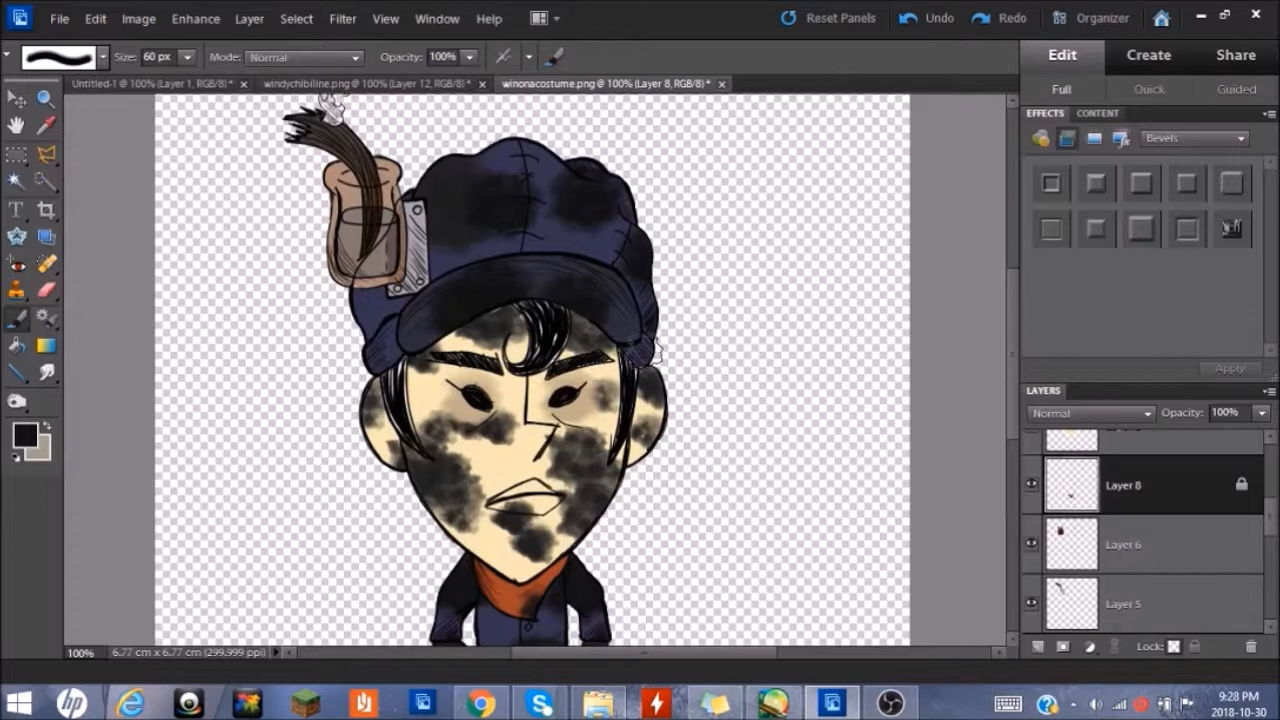 File Edit Image Enhance Layer Select Filter View Window Help Reset Panels Undo Redo Organizer
Size: 60 px Mode: Normal Opacity: 100%
Edit Create Share
Untitled-1 @ 100% (Layer 1, RGB/8) * windychibiline.png @ 100% (Layer 12, RGB/8) * winonacostume.png @ 100% (Layer 8, RGB/8) *
Full Quick Guided
EFFECTS CONTENT
Bevels
Apply
LAYERS
Normal Opacity: 100%
Layer 8
Layer 6
Layer 5
100% 6.77 cm x 6.77 cm (299.999 ppi) Lock:
9:28 PM
2018-10-30